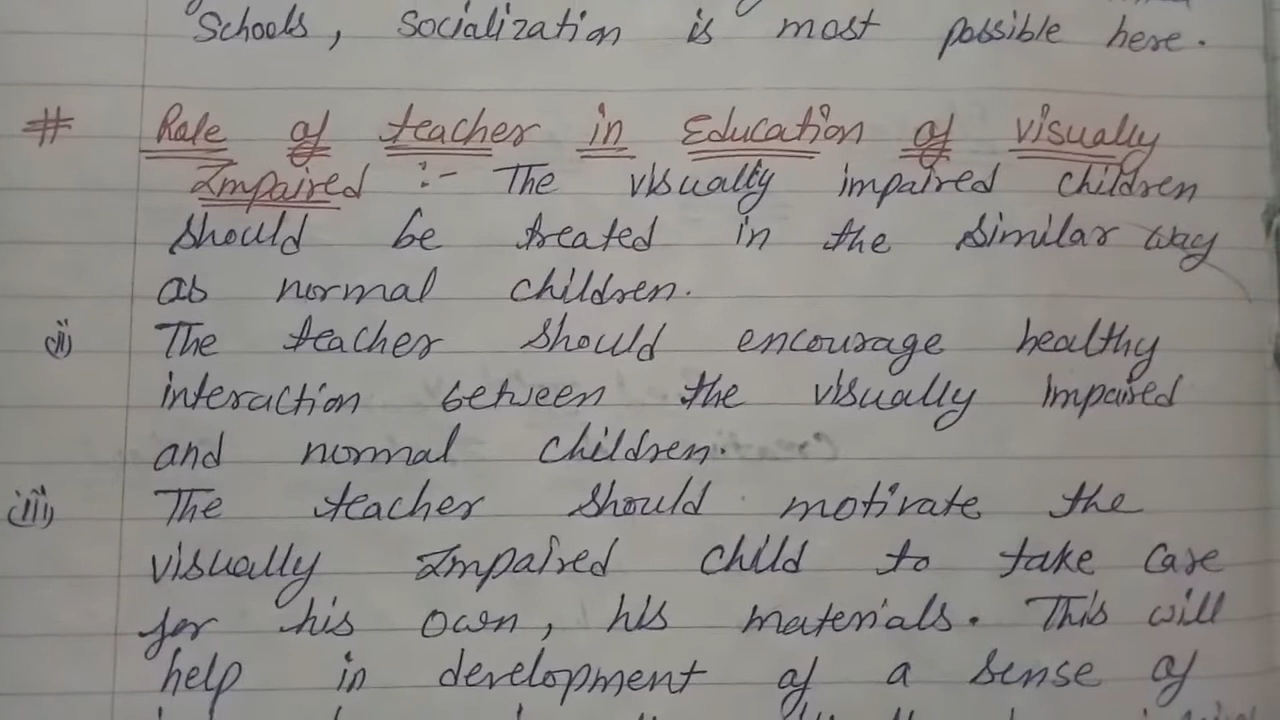 Schools, Socialization is most possible here.
# Role of teacher in Education of visually
Impaired :- The visually impaired children
should be treated in the similar way
as normal children.
(ii) The teacher should encourage healthy
interaction between the visually impaired
and normal children.
(iii) The teacher should motivate the
visually Impaired child to take care
for his own, his materials. This will
help in development of a sense of